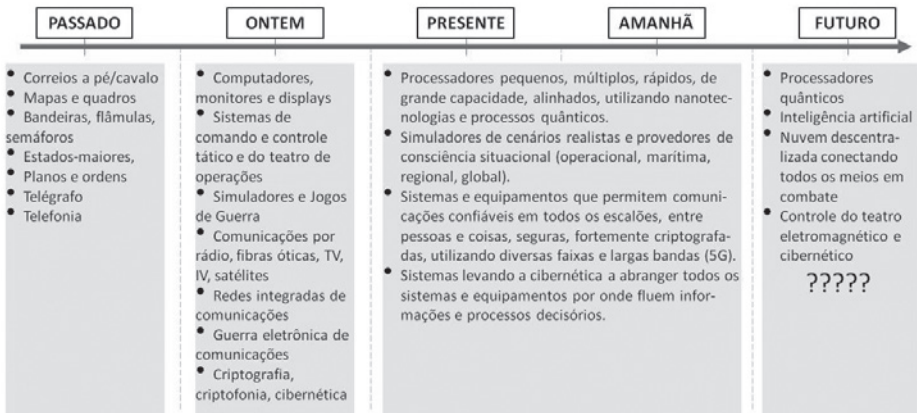 PASSADO
ONTEM
PRESENTE
AMANHÃ
FUTURO
• Correios a pé/cavalo
• Mapas e quadros
• Bandeiras, flâmulas,
semáforos
• Estados-maiores,
• Planos e ordens
• Telégrafo
• Telefonia
• Computadores,
monitores e displays
• Sistemas de
comando e controle
tático e do teatro de
operações
• Simuladores e Jogos
de Guerra
• Comunicações por
rádio, fibras óticas, TV,
IV, satélites
• Redes integradas de
comunicações
• Guerra eletrônica de
comunicações
• Criptografia,
criptofonia, cibernética
• Processadores pequenos, múltiplos, rápidos, de
grande capacidade, alinhados, utilizando nanotec-
nologias e processos quânticos.
• Simuladores de cenários realistas e provedores de
consciência situacional (operacional, marítima,
regional, global).
• Sistemas e equipamentos que permitem comuni-
cações confiáveis em todos os escalões, entre
pessoas e coisas, seguras, fortemente criptografa-
das, utilizando diversas faixas e largas bandas (5G).
• Sistemas levando a cibernética a abranger todos os
sistemas e equipamentos por onde fluem infor-
mações e processos decisórios.
• Processadores
quânticos
• Inteligência artificial
• Nuvem descentra-
lizada conectando
todos os meios em
combate
• Controle do teatro
eletromagnético e
cibernético
?????